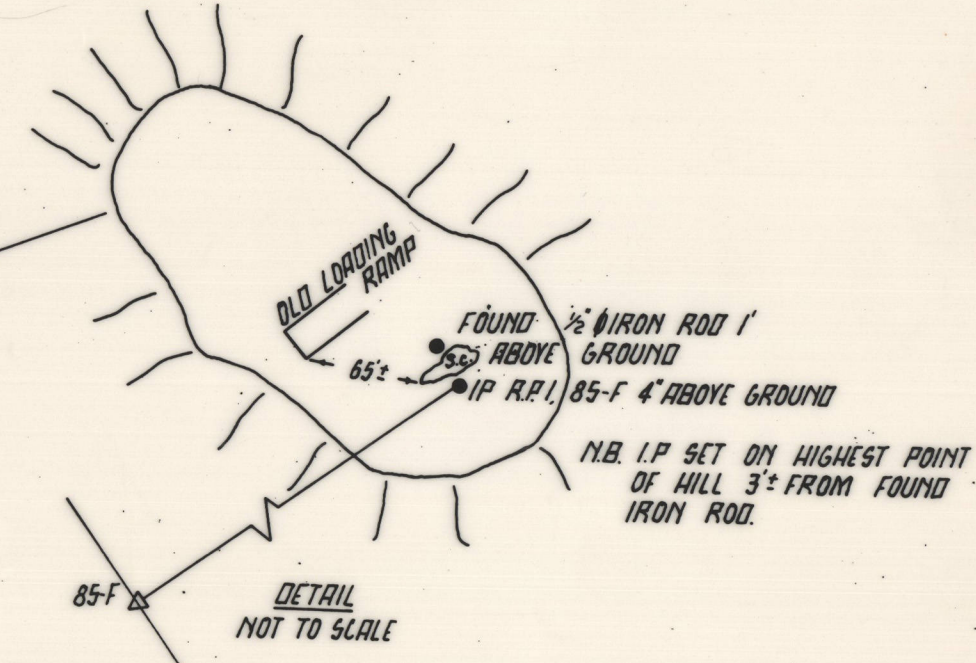 OLD LOADING
RAMP
FOUND ½" ϕ IRON ROD 1'
ABOVE GROUND
S.C.
65'±
IP R.P.1, 85-F 4" ABOVE GROUND
N.B. I.P SET ON HIGHEST POINT
OF HILL 3'± FROM FOUND
IRON ROD.
85-F
DETAIL
NOT TO SCALE